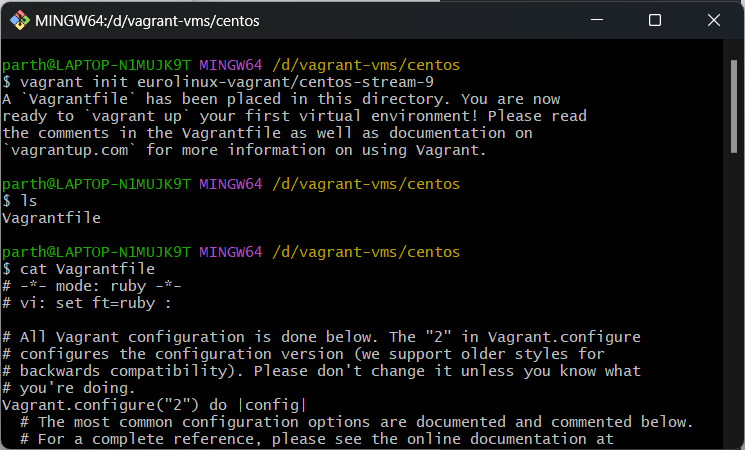 MINGW64:/d/vagrant-vms/centos
parth@LAPTOP-N1MUJK9T MINGW64 /d/vagrant-vms/centos
$ vagrant init eurolinux-vagrant/centos-stream-9
A `Vagrantfile` has been placed in this directory. You are now
ready to `vagrant up` your first virtual environment! Please read
the comments in the Vagrantfile as well as documentation on
`vagrantup.com` for more information on using Vagrant.
parth@LAPTOP-N1MUJK9T MINGW64 /d/vagrant-vms/centos
$ ls
Vagrantfile
parth@LAPTOP-N1MUJK9T MINGW64 /d/vagrant-vms/centos
$ cat Vagrantfile
# -*- mode: ruby -*-
# vi: set ft=ruby :
# All Vagrant configuration is done below. The "2" in Vagrant.configure
# configures the configuration version (we support older styles for
# backwards compatibility). Please don't change it unless you know what
# you're doing.
Vagrant.configure("2") do |config|
  # The most common configuration options are documented and commented below.
  # For a complete reference, please see the online documentation at